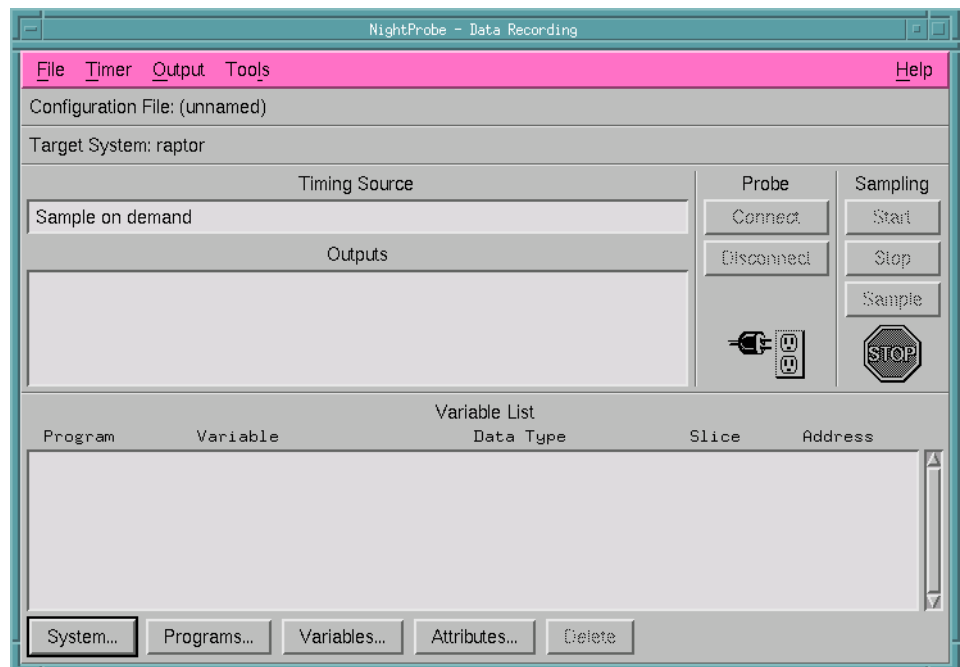 NightProbe - Data Recording
File Timer Output Tools Help
Configuration File: (unnamed)
Target System: raptor
Timing Source
Sample on demand
Outputs
Probe
Connect
Disconnect
Sampling
Start
Stop
Sample
STOP
Variable List
Program Variable Data Type Slice Address
System... Programs... Variables... Attributes... Delete